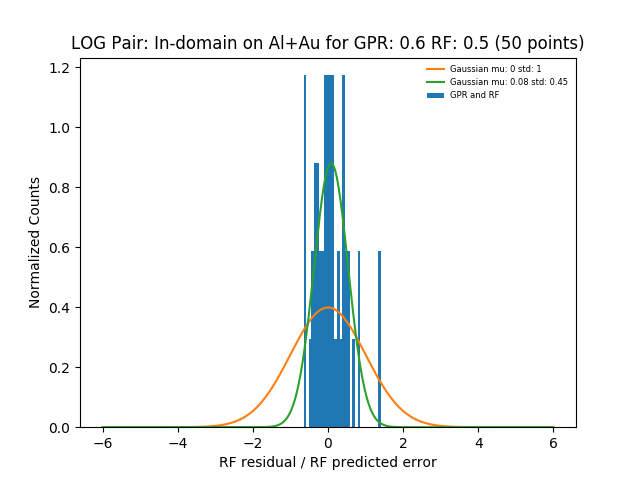 LOG Pair: In-domain on Al+Au for GPR: 0.6 RF: 0.5 (50 points)
Gaussian mu: 0 std: 1
Gaussian mu: 0.08 std: 0.45
GPR and RF
Normalized Counts
1.2
1.0
0.8
0.6
0.4
0.2
0.0
−6
−4
−2
0
2
4
6
RF residual / RF predicted error